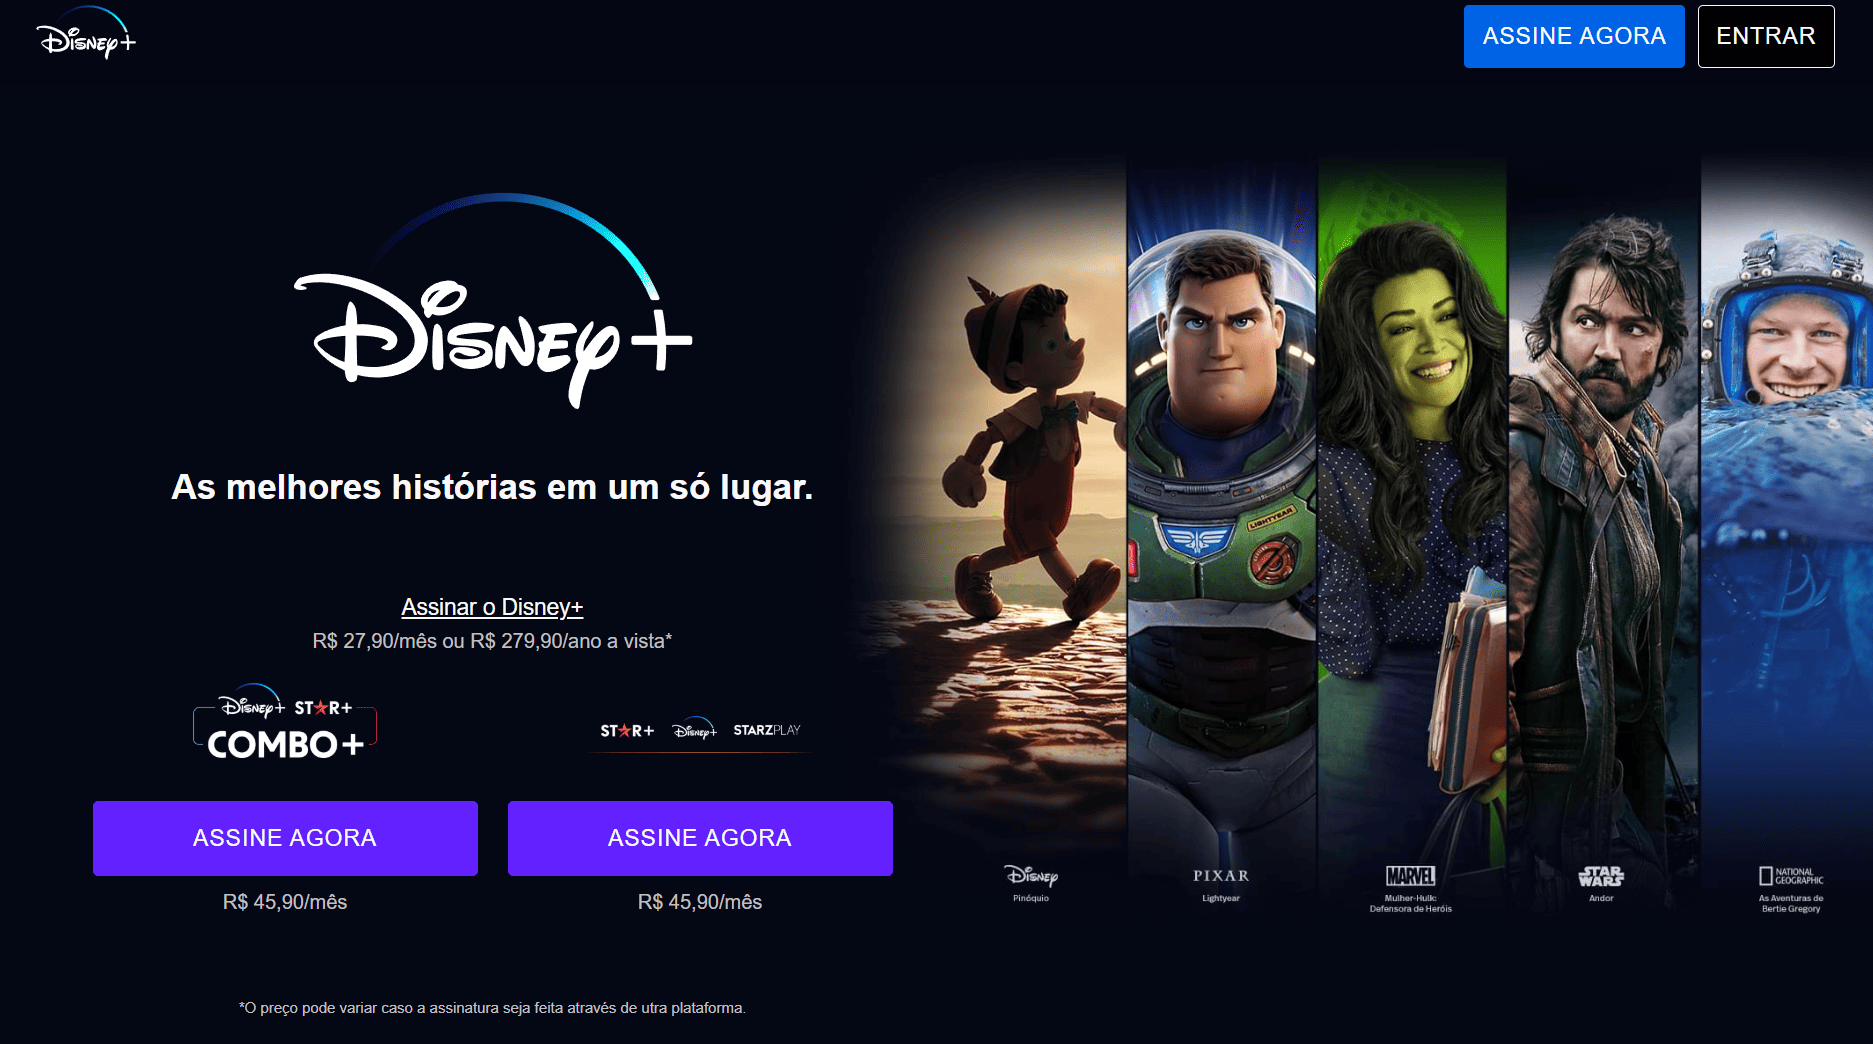 Disney+
ASSINE AGORA
ENTRAR
Disney+
As melhores histórias em um só lugar.
Assinar o Disney+
R$ 27,90/mês ou R$ 279,90/ano a vista*
Disney+ STAR+
COMBO+
STAR+ Disney+ STARZPLAY
ASSINE AGORA
ASSINE AGORA
R$ 45,90/mês
R$ 45,90/mês
*O preço pode variar caso a assinatura seja feita através de utra plataforma.
LIGHTYEAR
Disney
Pinóquio
PIXAR
Lightyear
MARVEL
Mulher-Hulk:
Defensora de Heróis
STAR
WARS
Andor
NATIONAL
GEOGRAPHIC
As Aventuras de
Bertie Gregory